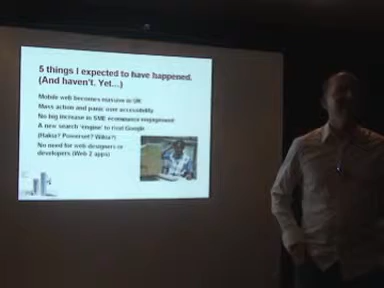 5 things I expected to have happened.
(And haven't. Yet...)
Mobile web becomes massive in UK
Mass action and panic over accessibility
No big increase in SME ecommerce engagement
A new search 'engine' to rival Google
(Hakia? Powerset? Wikia?)
No need for web designers or
developers (Web 2 apps)